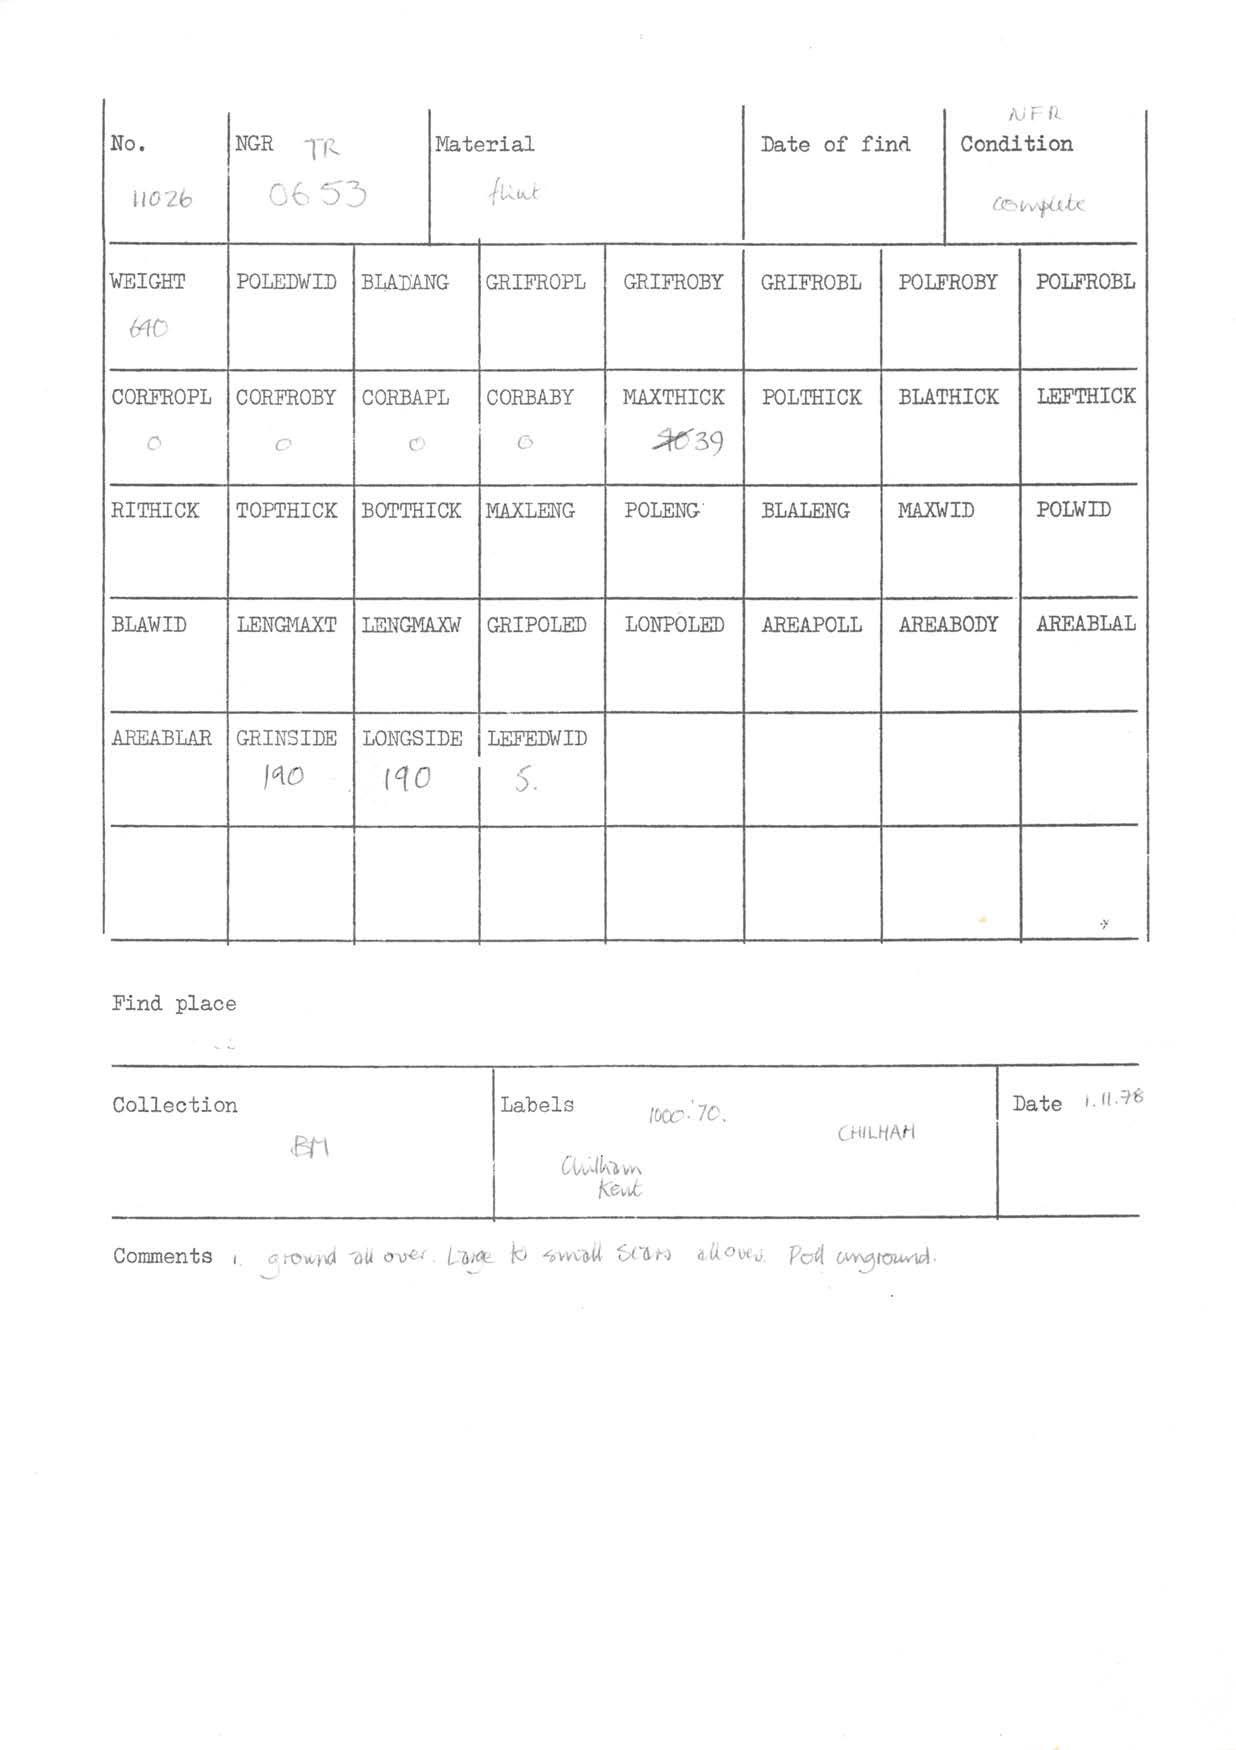 NFR
No. NGR TR Material Date of find Condition
11026 0653 flint complete
WEIGHT POLEDWID BLADANG GRIFROPL GRIFROBY GRIFROBL POLFROBY POLFROBL
640
CORFROPL CORFROBY CORBAPL CORBABY MAXTHICK POLTHICK BLATHICK LEFTHICK
0 0 0 0 39
RITHICK TOPTHICK BOTTHICK MAXLENG POLENG BLALENG MAXWID POLWID
BLAWID LENGMAXT LENGMAXW GRIPOLED LONPOLED AREAPOLL AREABODY AREABLAL
AREABLAR GRINSIDE LONGSIDE LEFEDWID
190 190 5.
Find place
Collection Labels 1000.'70. Date 1.11.78
BM CHILHAM
Chilham
Kent
Comments 1. ground all over. Large to small scars all over. Poll unground.